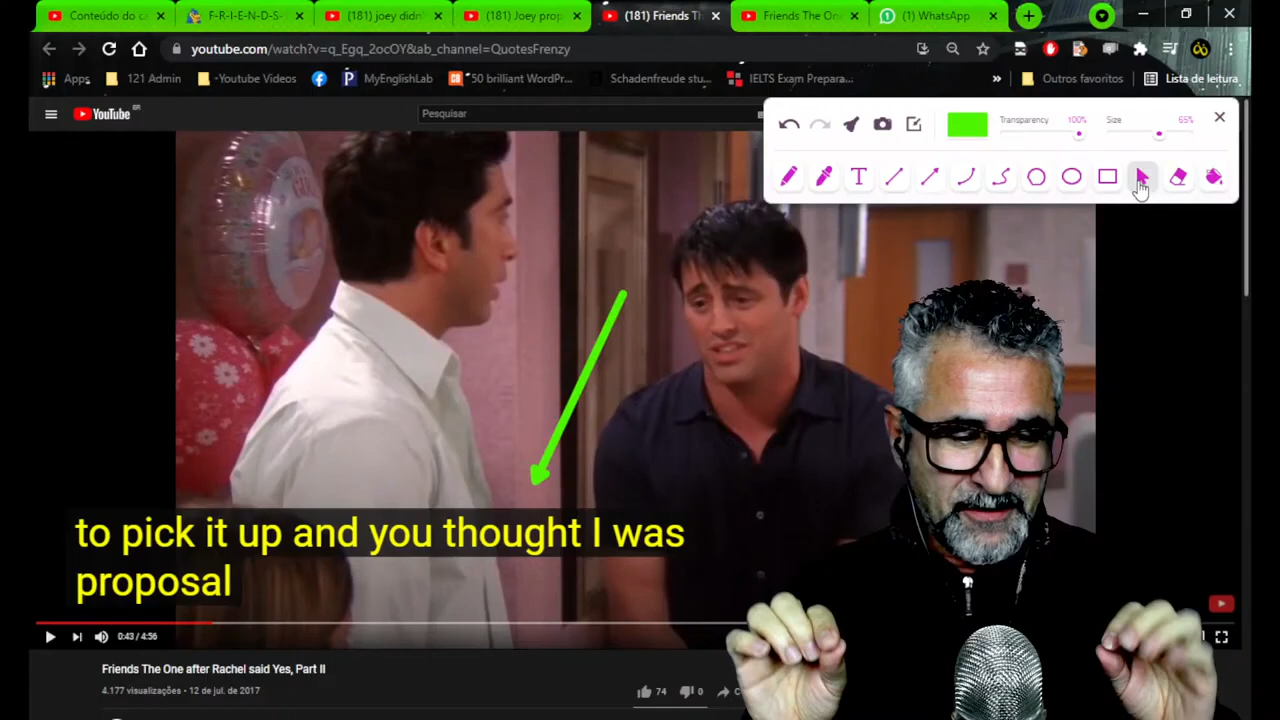 Conteúdo do ca
F-R-I-E-N-D-S-
(181) joey didn'
(181) Joey prop
(181) Friends Th
Friends The One
(1) WhatsApp
youtube.com/watch?v=q_Egq_2ocOY&ab_channel=QuotesFrenzy
Apps
121 Admin
-Youtube Videos
MyEnglishLab
50 brilliant WordPr...
Schadenfreude stu...
IELTS Exam Prepara...
»
Outros favoritos
Lista de leitura
YouTube BR
Pesquisar
Transparency 100%
Size 65%
T
to pick it up and you thought I was
proposal
0:43 / 4:56
Friends The One after Rachel said Yes, Part II
4.177 visualizações • 12 de jul. de 2017
74
0